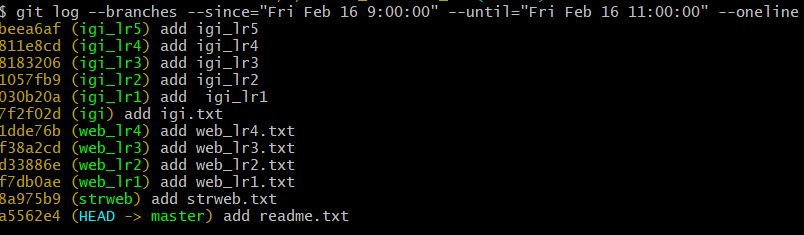 $ git log --branches --since="Fri Feb 16 9:00:00" --until="Fri Feb 16 11:00:00" --oneline
beea6af (igi_lr5) add igi_lr5
811e8cd (igi_lr4) add igi_lr4
8183206 (igi_lr3) add igi_lr3
1057fb9 (igi_lr2) add igi_lr2
030b20a (igi_lr1) add  igi_lr1
7f2f02d (igi) add igi.txt
1dde76b (web_lr4) add web_lr4.txt
f38a2cd (web_lr3) add web_lr3.txt
d33886e (web_lr2) add web_lr2.txt
f7db0ae (web_lr1) add web_lr1.txt
8a975b9 (strweb) add strweb.txt
a5562e4 (HEAD -> master) add readme.txt